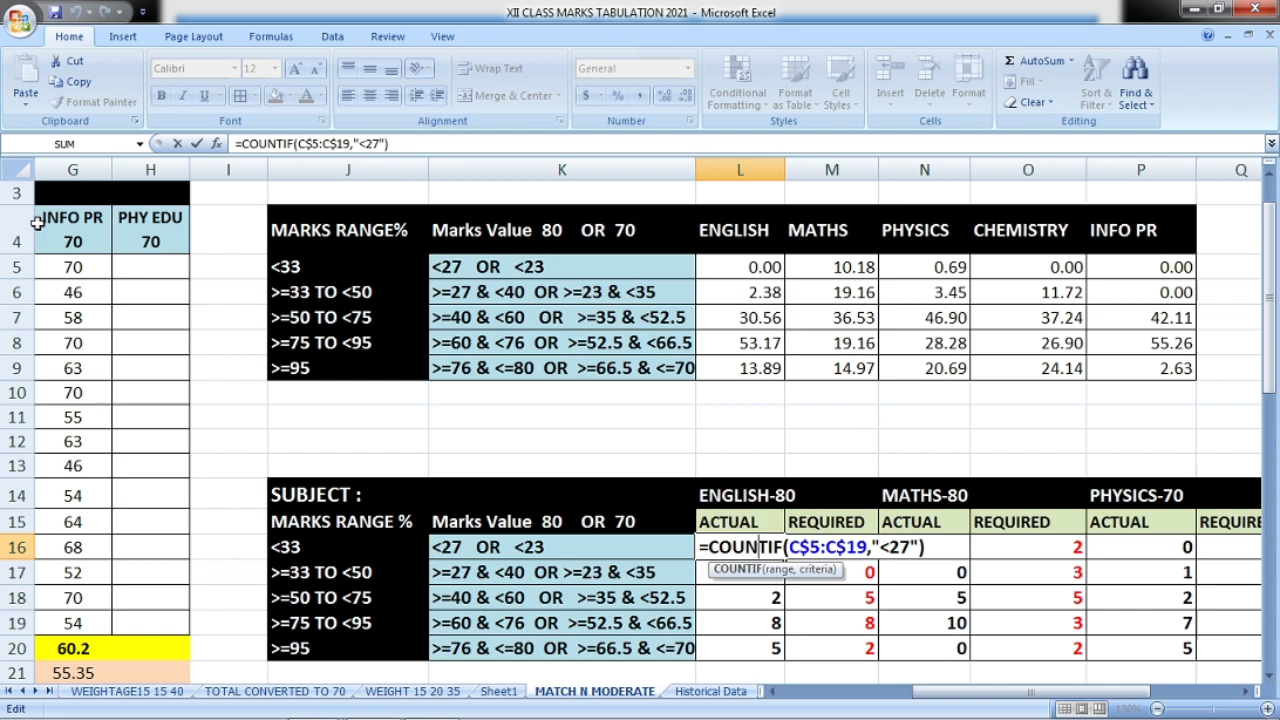 XII CLASS MARKS TABULATION 2021 - Microsoft Excel
Home Insert Page Layout Formulas Data Review View
Paste Cut Copy Format Painter Clipboard
Calibri 12 B I U A A A Font
Wrap Text Merge & Center Alignment
General $ % , Number
Conditional Formatting Format as Table Cell Styles Styles
Insert Delete Format Cells
Σ AutoSum Fill Clear Sort & Filter Find & Select Editing
SUM fx =COUNTIF(C$5:C$19,"<27")
G H I J K L M N O P Q
3
4 INFO PR 70 PHY EDU 70 MARKS RANGE% Marks Value 80 OR 70 ENGLISH MATHS PHYSICS CHEMISTRY INFO PR
5 70 <33 <27 OR <23 0.00 10.18 0.69 0.00 0.00
6 46 >=33 TO <50 >=27 & <40 OR >=23 & <35 2.38 19.16 3.45 11.72 0.00
7 58 >=50 TO <75 >=40 & <60 OR >=35 & <52.5 30.56 36.53 46.90 37.24 42.11
8 70 >=75 TO <95 >=60 & <76 OR >=52.5 & <66.5 53.17 19.16 28.28 26.90 55.26
9 63 >=95 >=76 & <=80 OR >=66.5 & <=70 13.89 14.97 20.69 24.14 2.63
10 70
11 55
12 63
13 46
14 54 SUBJECT : ENGLISH-80 MATHS-80 PHYSICS-70
15 64 MARKS RANGE % Marks Value 80 OR 70 ACTUAL REQUIRED ACTUAL REQUIRED ACTUAL REQUIRE
16 68 <33 <27 OR <23 =COUNTIF(C$5:C$19,"<27") 2 0
COUNTIF(range, criteria)
17 52 >=33 TO <50 >=27 & <40 OR >=23 & <35 0 0 3 1
18 70 >=50 TO <75 >=40 & <60 OR >=35 & <52.5 2 5 5 5 2
19 54 >=75 TO <95 >=60 & <76 OR >=52.5 & <66.5 8 8 10 3 7
20 60.2 >=95 >=76 & <=80 OR >=66.5 & <=70 5 2 0 2 5
21 55.35
WEIGHTAGE15 15 40 TOTAL CONVERTED TO 70 WEIGHT 15 20 35 Sheet1 MATCH N MODERATE Historical Data
Edit 130%